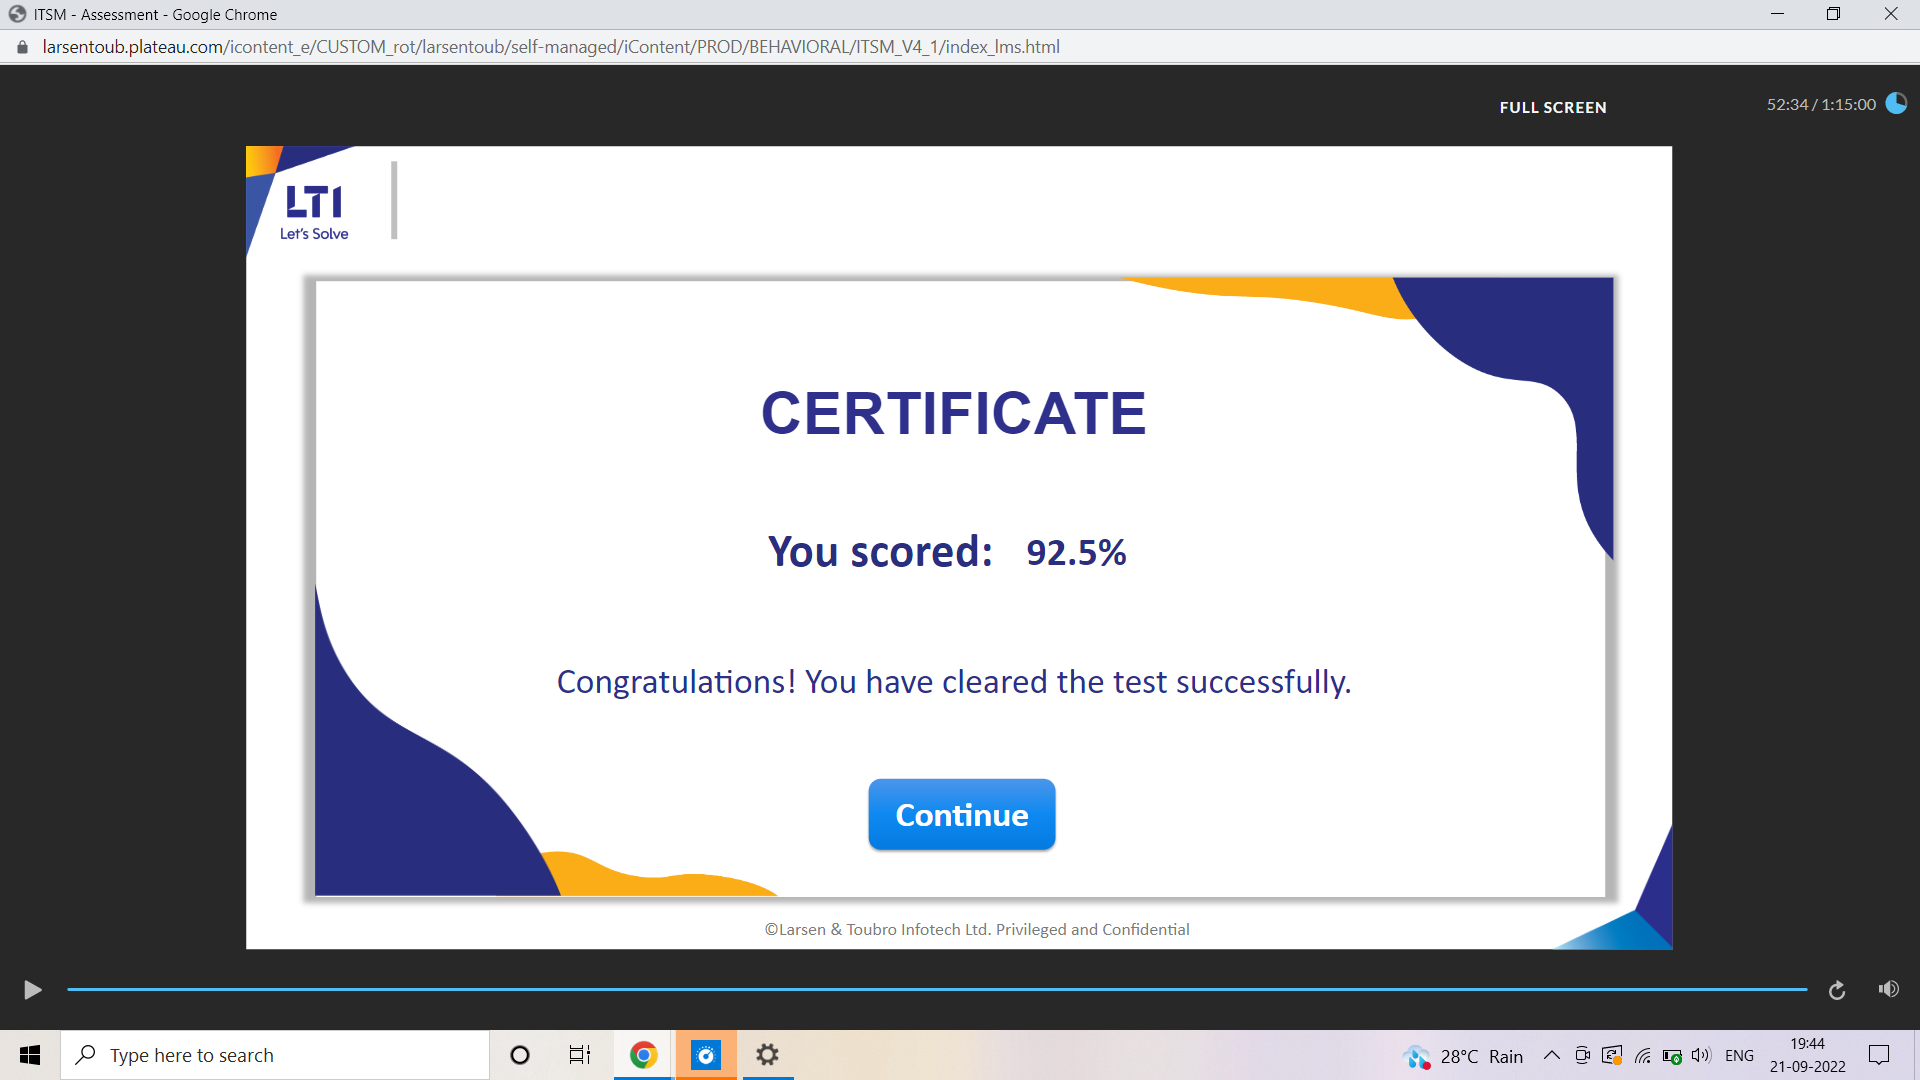 ITSM - Assessment - Google Chrome
larsentoub.plateau.com/icontent_e/CUSTOM_rot/larsentoub/self-managed/iContent/PROD/BEHAVIORAL/ITSM_V4_1/index_lms.html
FULL SCREEN
52:34 / 1:15:00
LTI
Let's Solve
CERTIFICATE
You scored: 92.5%
Congratulations! You have cleared the test successfully.
Continue
©Larsen & Toubro Infotech Ltd. Privileged and Confidential
Type here to search
28°C Rain
ENG
19:44
21-09-2022